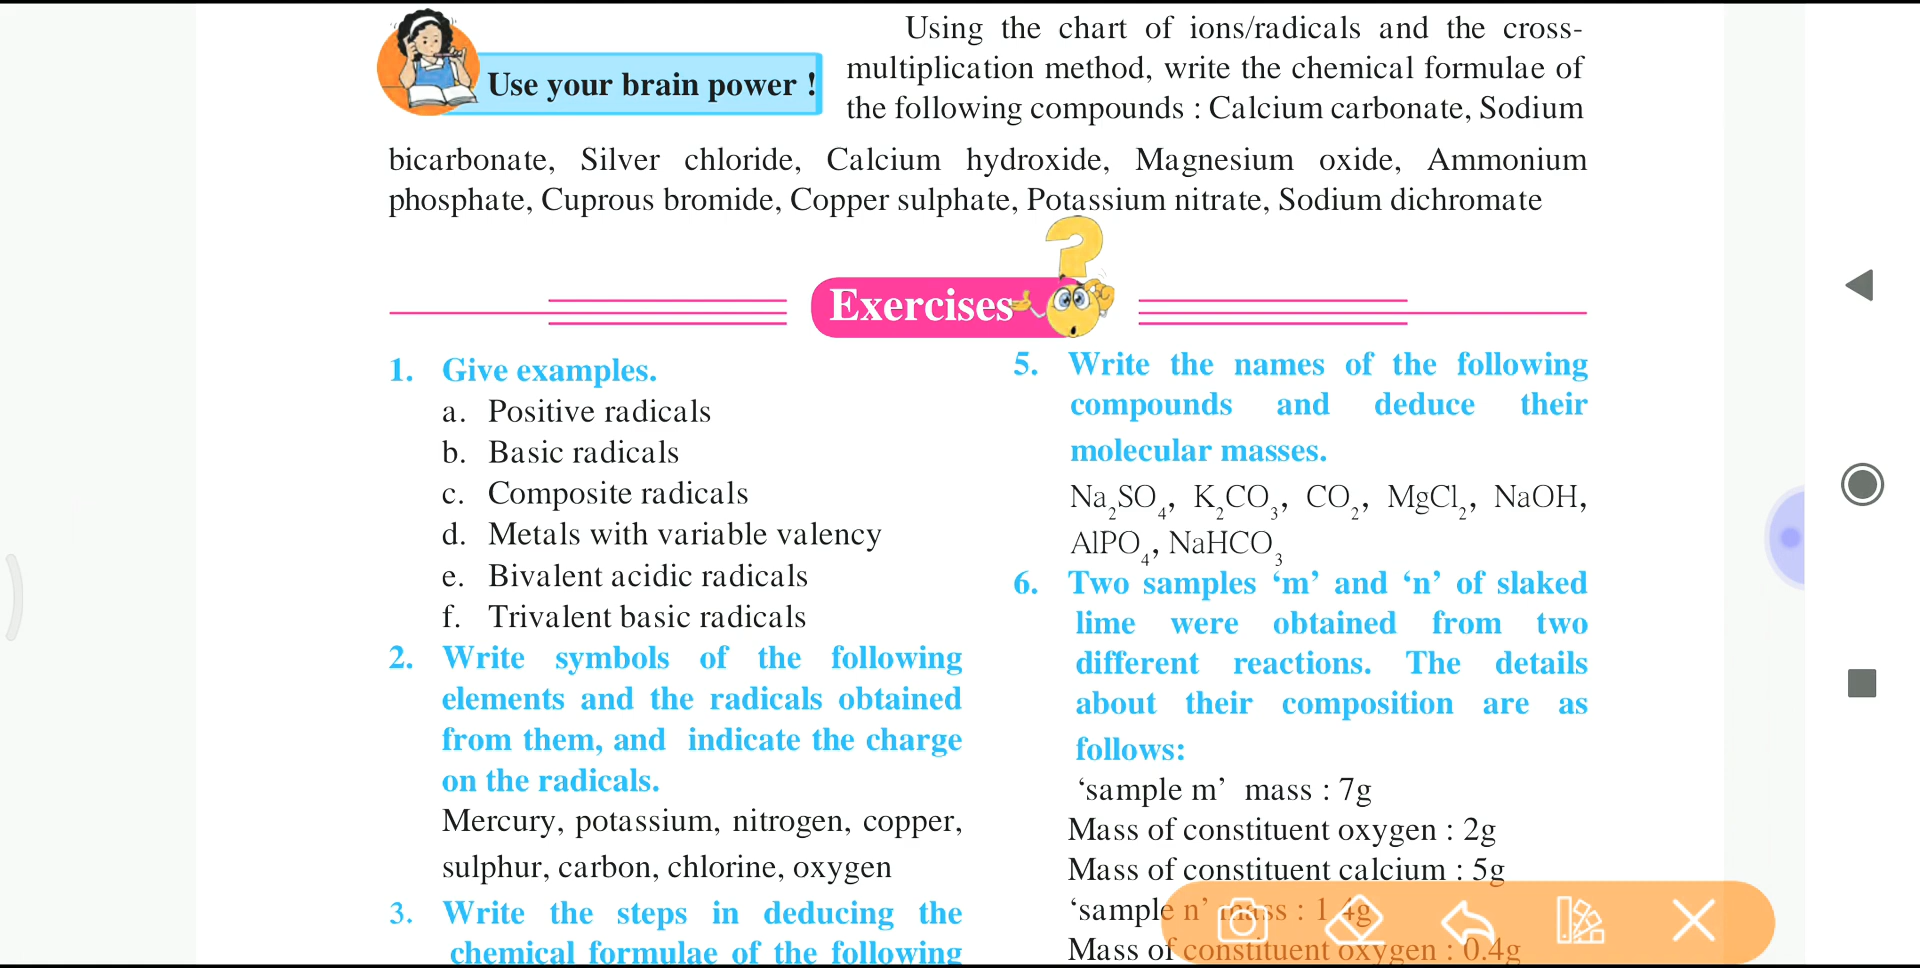 Using the chart of ions/radicals and the cross-
Use your brain power !
multiplication method, write the chemical formulae of
the following compounds : Calcium carbonate, Sodium
bicarbonate, Silver chloride, Calcium hydroxide, Magnesium oxide, Ammonium
phosphate, Cuprous bromide, Copper sulphate, Potassium nitrate, Sodium dichromate
?
Exercises
1. Give examples.
a. Positive radicals
b. Basic radicals
c. Composite radicals
d. Metals with variable valency
e. Bivalent acidic radicals
f. Trivalent basic radicals
2. Write symbols of the following
elements and the radicals obtained
from them, and indicate the charge
on the radicals.
Mercury, potassium, nitrogen, copper,
sulphur, carbon, chlorine, oxygen
3. Write the steps in deducing the
chemical formulae of the following
5. Write the names of the following
compounds and deduce their
molecular masses.
Na₂SO₄, K₂CO₃, CO₂, MgCl₂, NaOH,
AlPO₄, NaHCO₃
6. Two samples ‘m’ and ‘n’ of slaked
lime were obtained from two
different reactions. The details
about their composition are as
follows:
‘sample m’ mass : 7g
Mass of constituent oxygen : 2g
Mass of constituent calcium : 5g
‘sample n’ mass : 1.4g
Mass of constituent oxygen : 0.4g